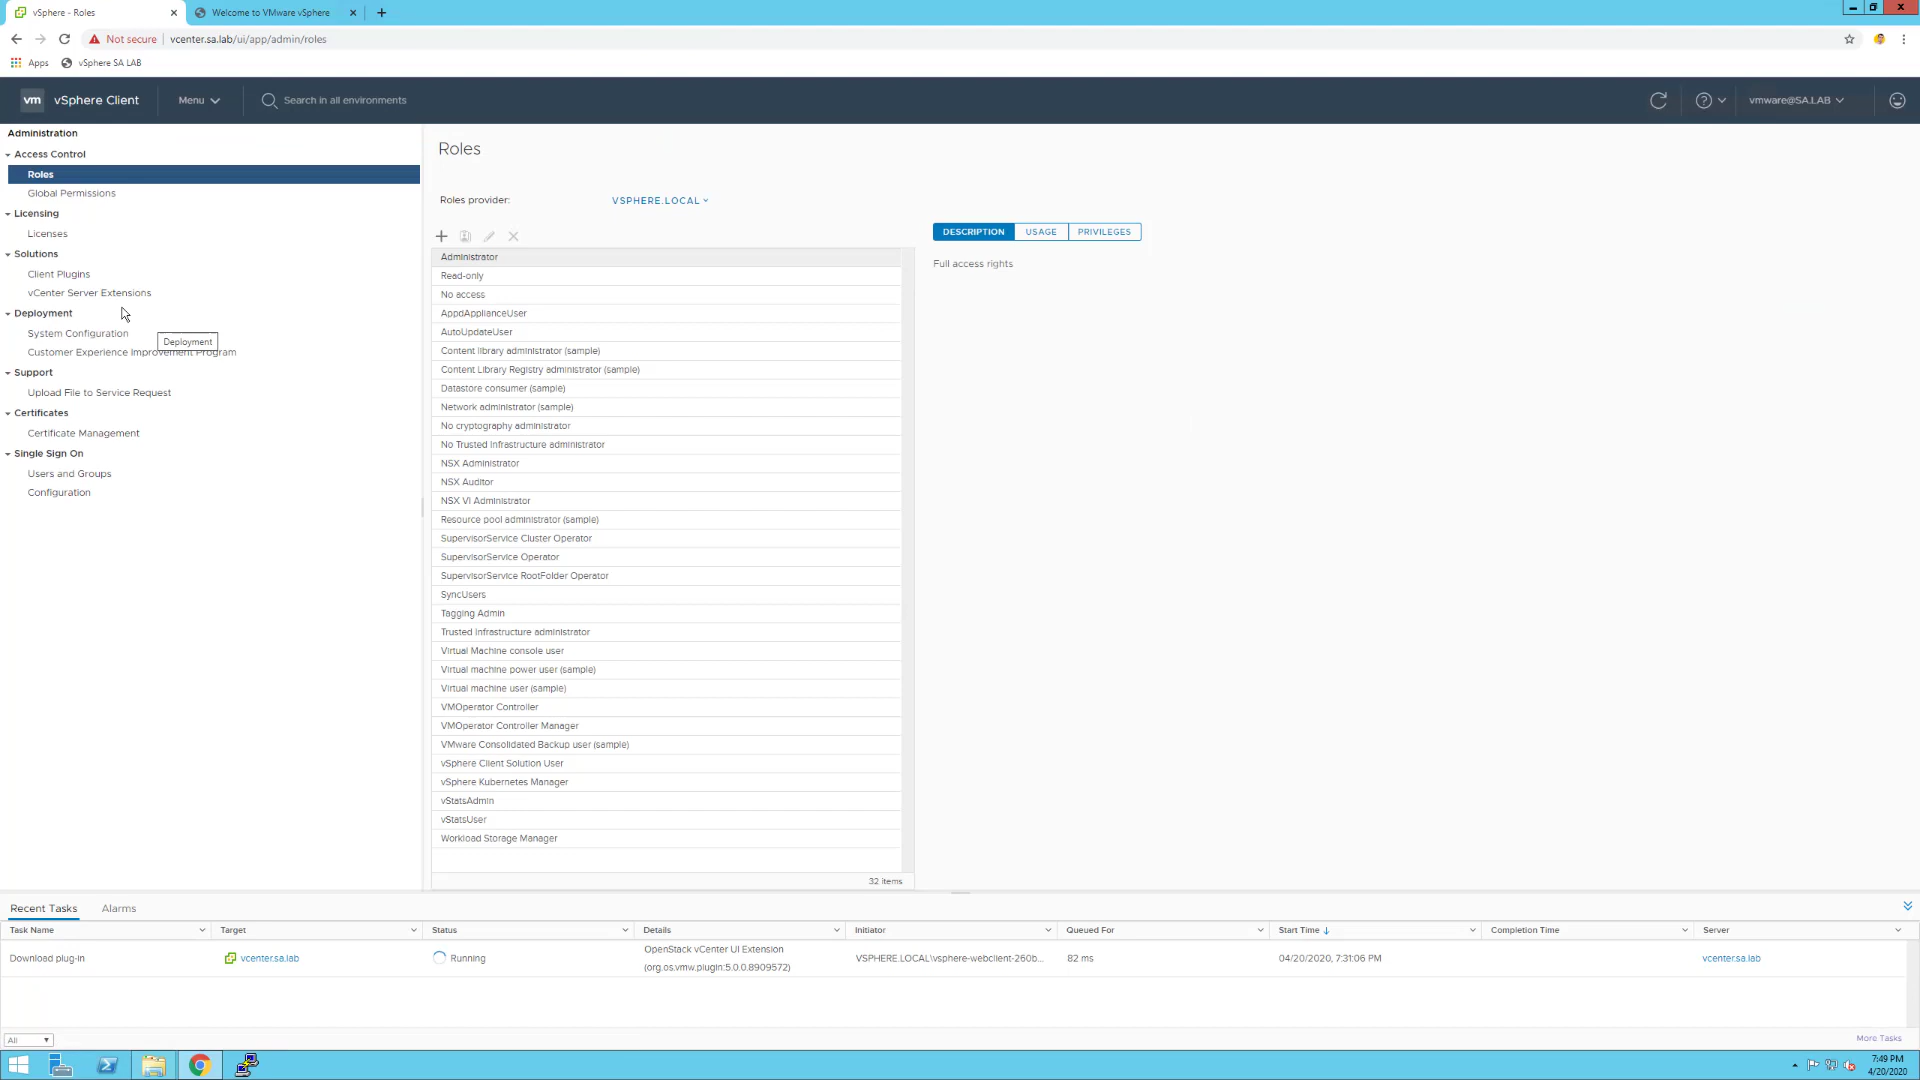 vSphere - Roles
Welcome to VMware vSphere
Not secure
vcenter.sa.lab/ui/app/admin/roles
Apps
vSphere SA LAB
vm
vSphere Client
Menu
Search in all environments
vmware@SA.LAB
Administration
Access Control
Roles
Global Permissions
Licensing
Licenses
Solutions
Client Plugins
vCenter Server Extensions
Deployment
System Configuration
Deployment
Customer Experience Improvement Program
Support
Upload File to Service Request
Certificates
Certificate Management
Single Sign On
Users and Groups
Configuration
Roles
Roles provider:
VSPHERE.LOCAL
Administrator
Read-only
No access
AppdApplianceUser
AutoUpdateUser
Content library administrator (sample)
Content Library Registry administrator (sample)
Datastore consumer (sample)
Network administrator (sample)
No cryptography administrator
No Trusted Infrastructure administrator
NSX Administrator
NSX Auditor
NSX VI Administrator
Resource pool administrator (sample)
SupervisorService Cluster Operator
SupervisorService Operator
SupervisorService RootFolder Operator
SyncUsers
Tagging Admin
Trusted Infrastructure administrator
Virtual Machine console user
Virtual machine power user (sample)
Virtual machine user (sample)
VMOperator Controller
VMOperator Controller Manager
VMware Consolidated Backup user (sample)
vSphere Client Solution User
vSphere Kubernetes Manager
vStatsAdmin
vStatsUser
Workload Storage Manager
32 items
DESCRIPTION
USAGE
PRIVILEGES
Full access rights
Recent Tasks
Alarms
Task Name
Target
Status
Details
Initiator
Queued For
Start Time
Completion Time
Server
Download plug-in
vcenter.sa.lab
Running
OpenStack vCenter UI Extension
(org.os.vmw.plugin:5.0.0.8909572)
VSPHERE.LOCAL\vsphere-webclient-260b...
82 ms
04/20/2020, 7:31:06 PM
vcenter.sa.lab
All
More Tasks
7:49 PM
4/20/2020